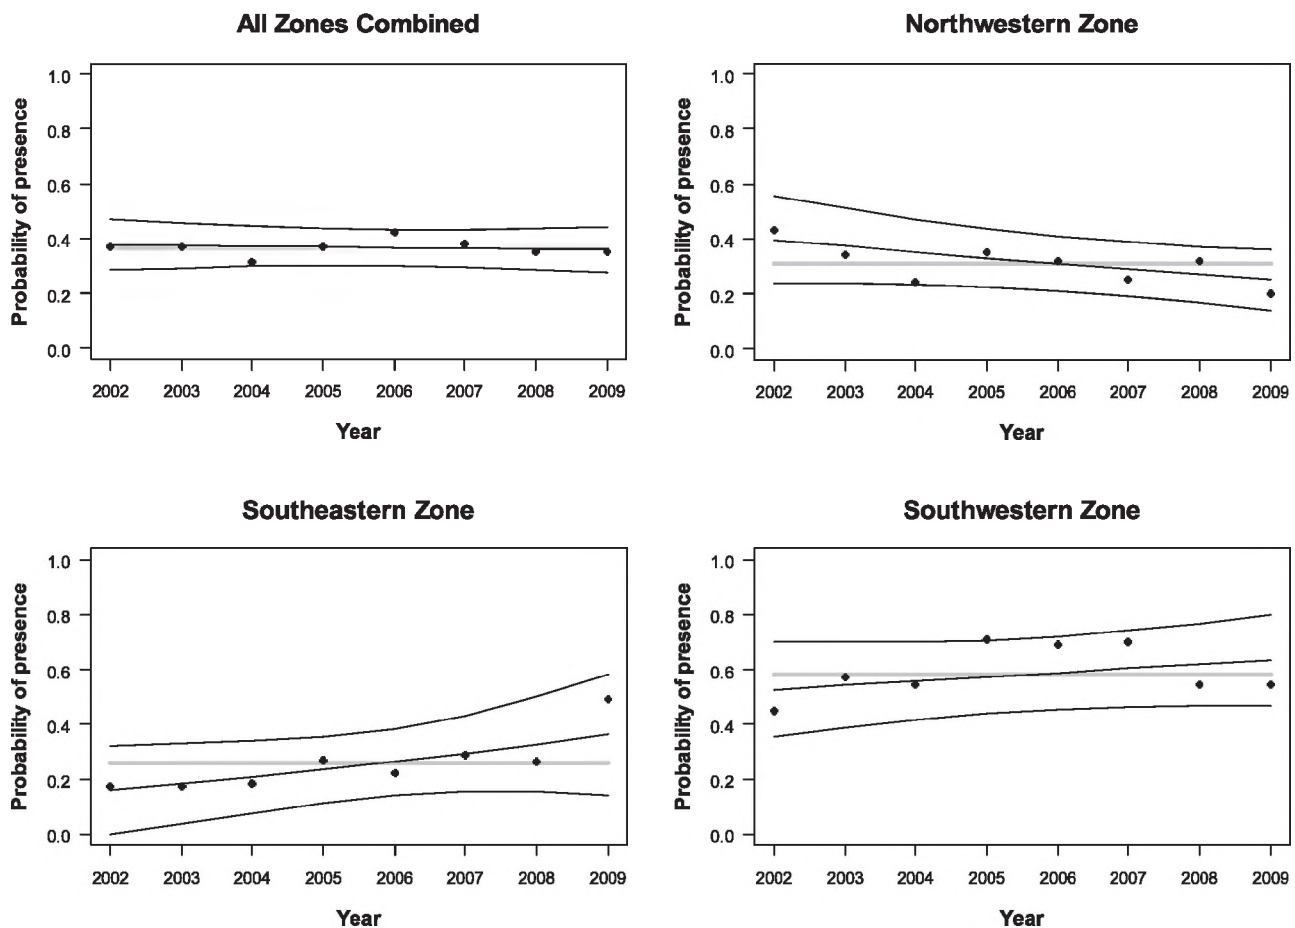 All Zones Combined
Probability of presence
1.0
0.8
0.6
0.4
0.2
0.0
2002 2003 2004 2005 2006 2007 2008 2009
Year
Northwestern Zone
Probability of presence
1.0
0.8
0.6
0.4
0.2
0.0
2002 2003 2004 2005 2006 2007 2008 2009
Year
Southeastern Zone
Probability of presence
1.0
0.8
0.6
0.4
0.2
0.0
2002 2003 2004 2005 2006 2007 2008 2009
Year
Southwestern Zone
Probability of presence
1.0
0.8
0.6
0.4
0.2
0.0
2002 2003 2004 2005 2006 2007 2008 2009
Year